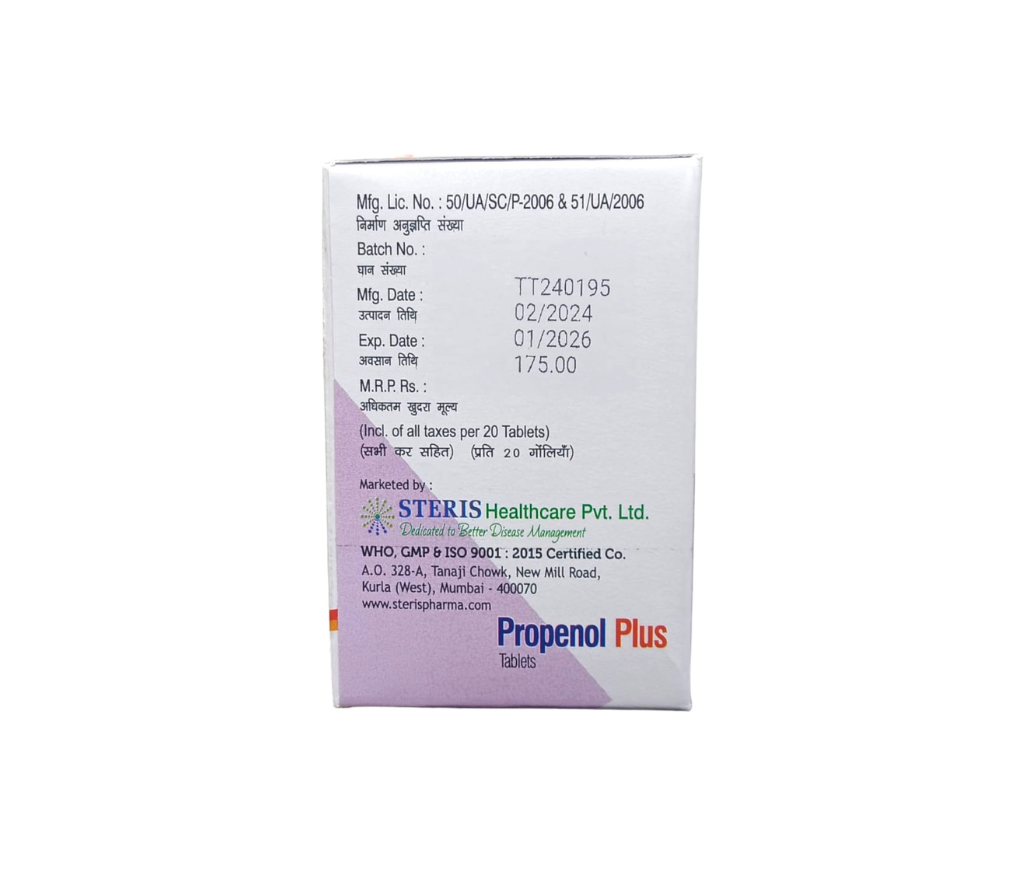 Mfg. Lic. No. : 50/UA/SC/P-2006 & 51/UA/2006
निर्माण अनुज्ञप्ति संख्या
Batch No. :
घान संख्या
TT240195
Mfg. Date :
उत्पादन तिथि
02/2024
Exp. Date :
01/2026
अवसान तिथि
175.00
M.R.P. Rs. :
अधिकतम खुदरा मूल्य
(Incl. of all taxes per 20 Tablets)
(सभी कर सहित) (प्रति 20 गोंलियाँ)
Marketed by :
STERIS Healthcare Pvt. Ltd.
Dedicated to Better Disease Management
WHO, GMP & ISO 9001 : 2015 Certified Co.
A.O. 328-A, Tanaji Chowk, New Mill Road,
Kurla (West), Mumbai - 400070
www.sterispharma.com
Propenol Plus
Tablets